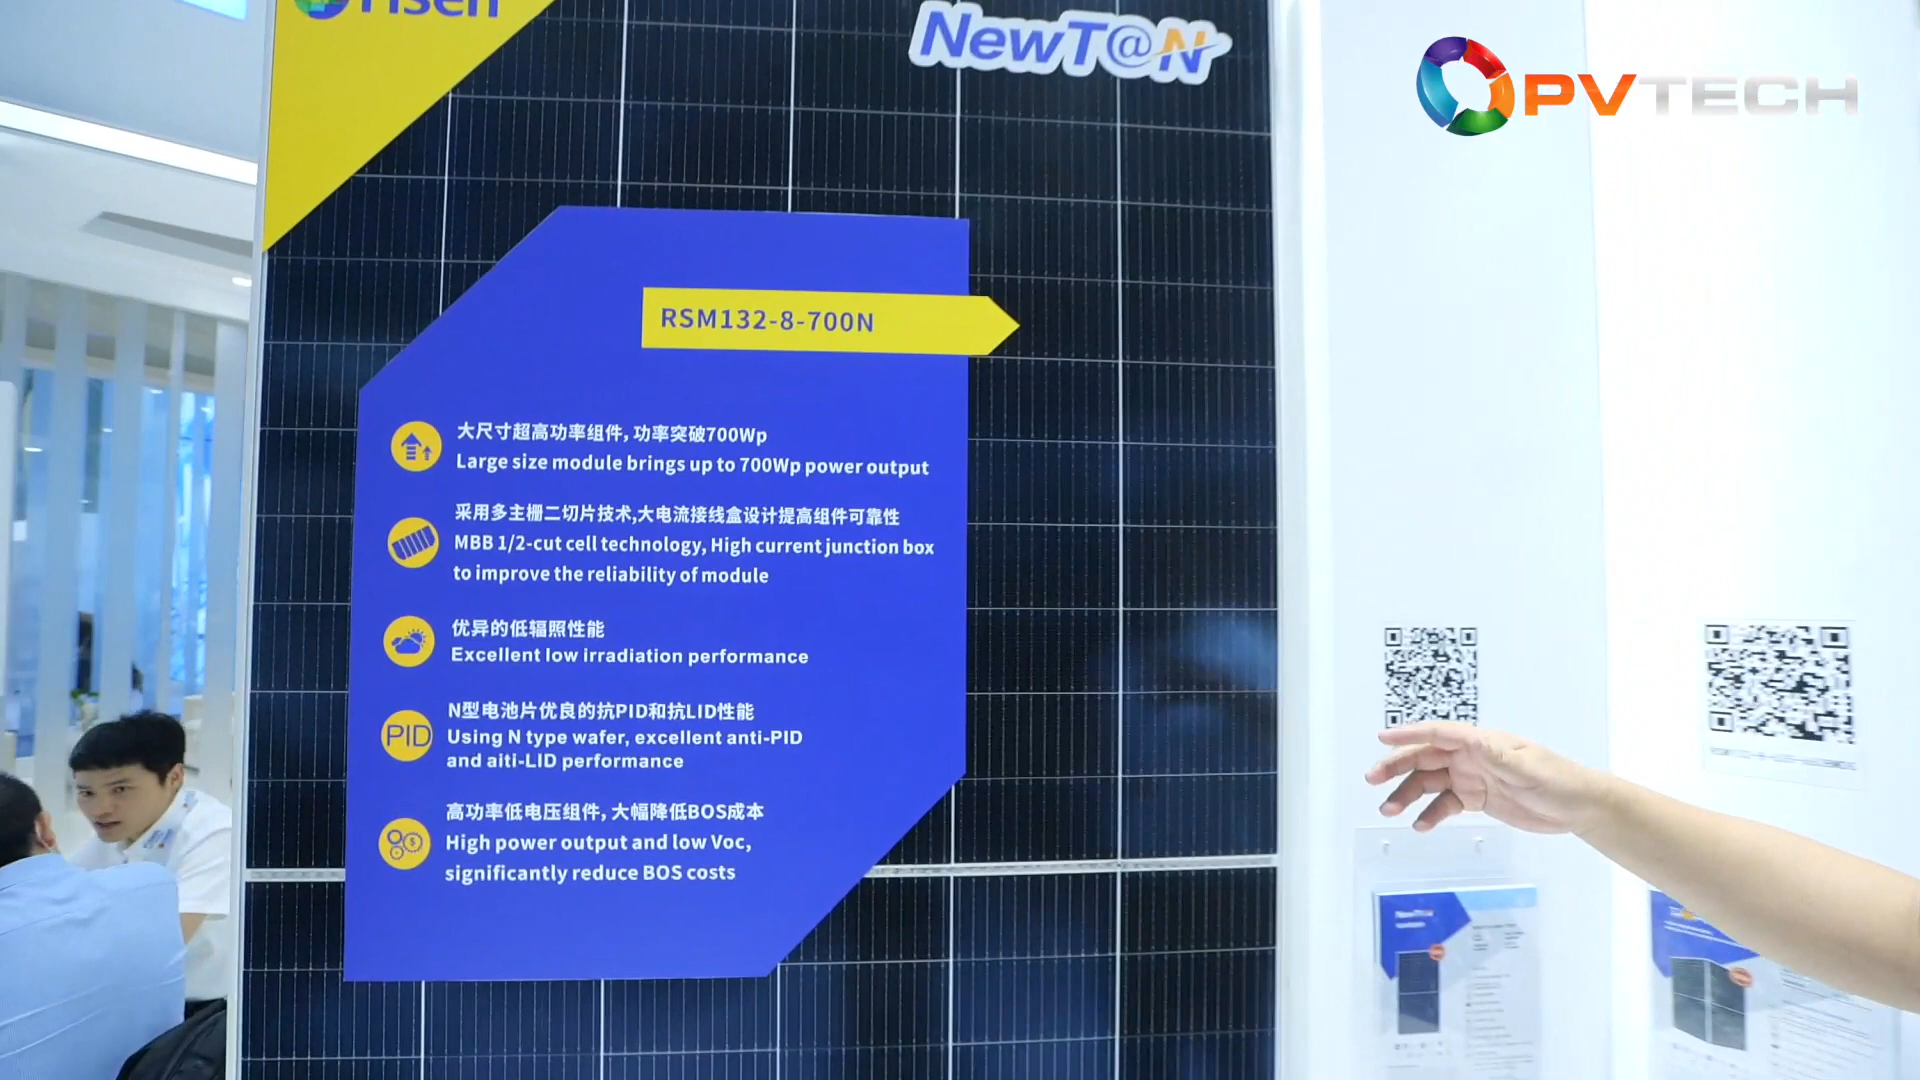 risen
NewT@N
PVTECH
RSM132-8-700N
大尺寸超高功率组件, 功率突破700Wp
Large size module brings up to 700Wp power output
采用多主栅二切片技术,大电流接线盒设计提高组件可靠性
MBB 1/2-cut cell technology, High current junction box
to improve the reliability of module
优异的低辐照性能
Excellent low irradiation performance
PID
N型电池片优良的抗PID和抗LID性能
Using N type wafer, excellent anti-PID
and aiti-LID performance
高功率低电压组件, 大幅降低BOS成本
High power output and low Voc,
significantly reduce BOS costs